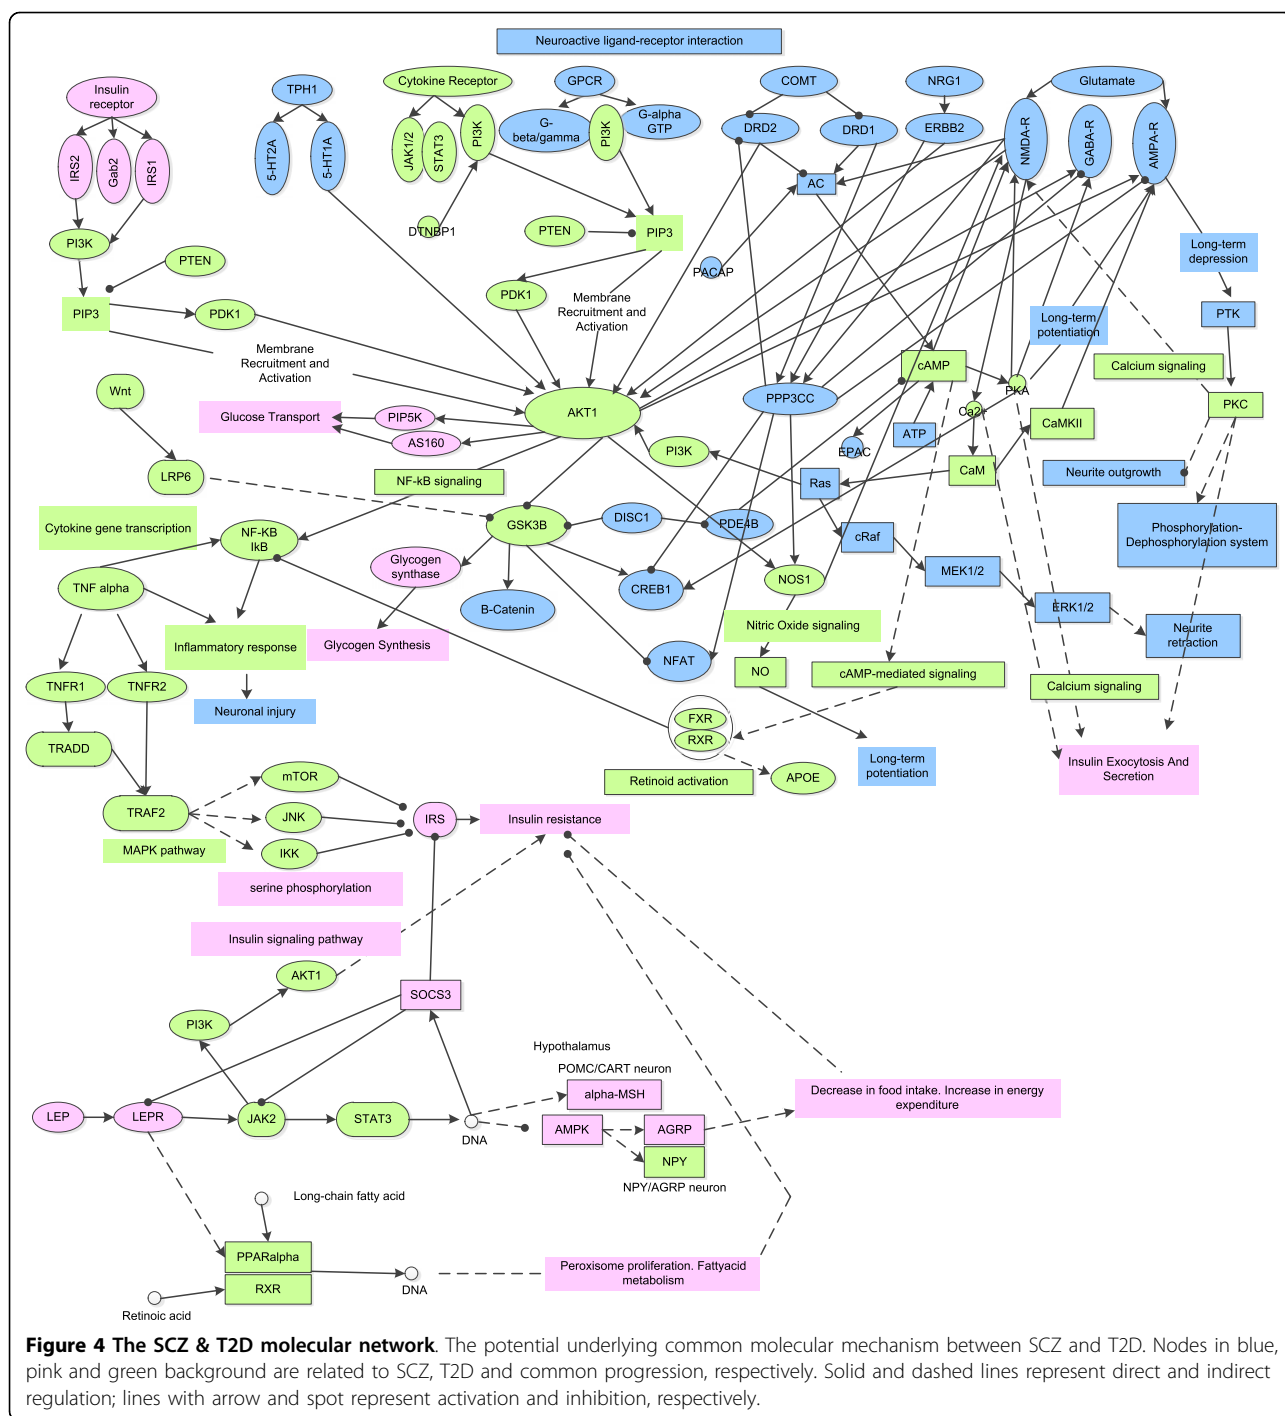 Neuroactive ligand-receptor interaction
Insulin
receptor
TPH1
Cytokine Receptor
GPCR
COMT
NRG1
Glutamate
IRS2
Gab2
IRS1
5-HT2A
5-HT1A
JAK1/2
STAT3
PI3K
G-
beta/gamma
PI3K
G-alpha
GTP
DRD2
DRD1
ERBB2
NMDA-R
GABA-R
AMPA-R
AC
PI3K
DTNBP1
PTEN
PIP3
PTEN
PACAP
Long-term
depression
PIP3
PDK1
PDK1
Membrane
Recruitment and
Activation
Long-term
potentiation
PTK
Membrane
Recruitment and
Activation
cAMP
Calcium signaling
Wnt
PKA
Glucose Transport
PIP5K
AKT1
PPP3CC
Ca2+
PKC
AS160
PI3K
EPAC
ATP
CaMKII
LRP6
NF-kB signaling
Ras
CaM
Neurite outgrowth
Cytokine gene transcription
NF-KB
IkB
GSK3B
DISC1
PDE4B
cRaf
Phosphorylation-
Dephosphorylation system
Glycogen
synthase
TNF alpha
B-Catenin
CREB1
NOS1
MEK1/2
ERK1/2
Inflammatory response
Glycogen Synthesis
Nitric Oxide signaling
Neurite
retraction
NFAT
NO
cAMP-mediated signaling
TNFR1
TNFR2
Calcium signaling
Neuronal injury
FXR
RXR
TRADD
Retinoid activation
APOE
Long-term
potentiation
Insulin Exocytosis And
Secretion
mTOR
TRAF2
JNK
IRS
Insulin resistance
MAPK pathway
IKK
serine phosphorylation
Insulin signaling pathway
AKT1
SOCS3
PI3K
Hypothalamus
POMC/CART neuron
alpha-MSH
Decrease in food intake. Increase in energy
expenditure
LEP
LEPR
JAK2
STAT3
DNA
AMPK
AGRP
NPY
NPY/AGRP neuron
Long-chain fatty acid
PPARalpha
RXR
DNA
Peroxisome proliferation. Fattyacid
metabolism
Retinoic acid
Figure 4 The SCZ & T2D molecular network. The potential underlying common molecular mechanism between SCZ and T2D. Nodes in blue,
pink and green background are related to SCZ, T2D and common progression, respectively. Solid and dashed lines represent direct and indirect
regulation; lines with arrow and spot represent activation and inhibition, respectively.